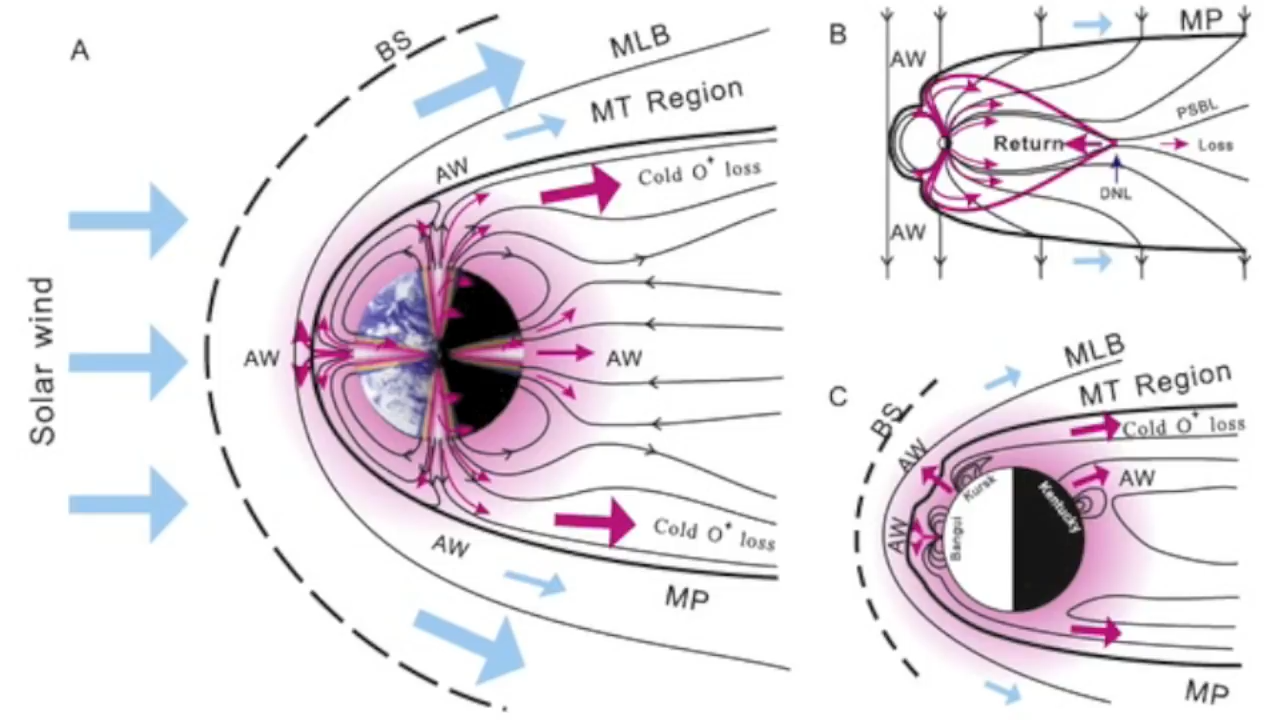 A
BS
MLB
MT Region
AW
Cold O⁺ loss
Solar wind
AW
AW
Cold O⁺ loss
AW
MP
B
MP
AW
PSBL
Return
Loss
DNL
AW
C
MLB
MT Region
BS
Cold O⁺ loss
AW
AW
Kursk
Kentucky
AW
Bangui
MP